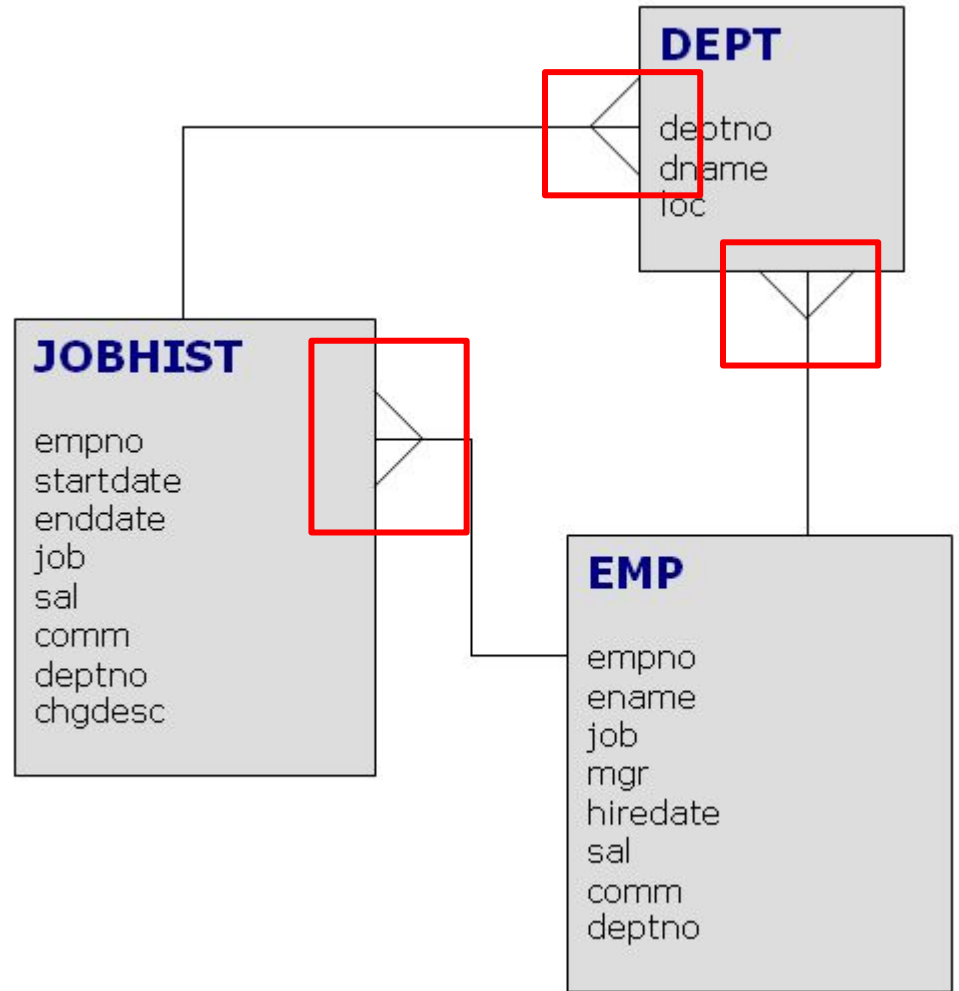 DEPT
deptno
dname
loc
JOBHIST
empno
startdate
enddate
job
sal
comm
deptno
chgdesc
EMP
empno
ename
job
mgr
hiredate
sal
comm
deptno